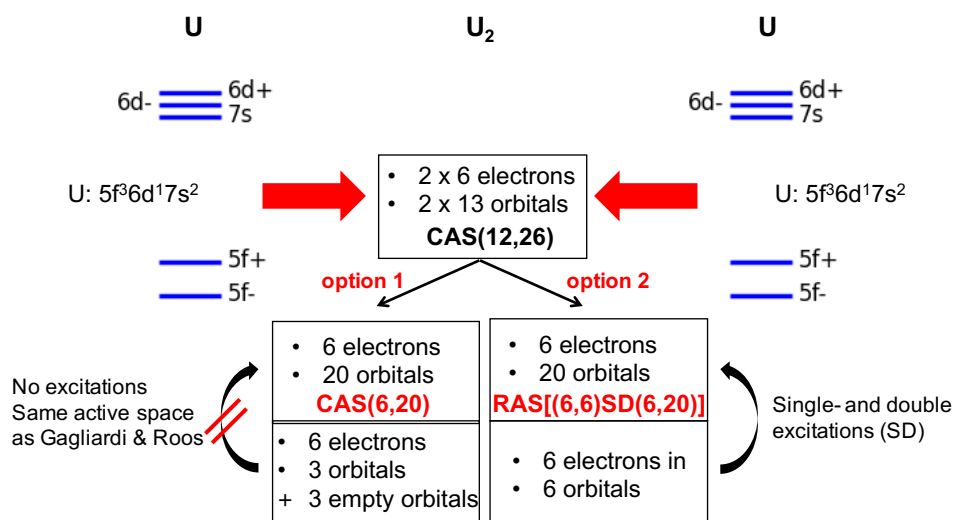 U U₂ U
6d- 6d+
7s
6d- 6d+
7s
U: 5f³6d¹7s²
• 2 x 6 electrons
• 2 x 13 orbitals
CAS(12,26)
U: 5f³6d¹7s²
5f+
5f-
5f+
5f-
option 1
option 2
• 6 electrons
• 20 orbitals
CAS(6,20)
• 6 electrons
• 3 orbitals
+ 3 empty orbitals
• 6 electrons
• 20 orbitals
RAS[(6,6)SD(6,20)]
• 6 electrons in
• 6 orbitals
No excitations
Same active space
as Gagliardi & Roos
Single- and double
excitations (SD)